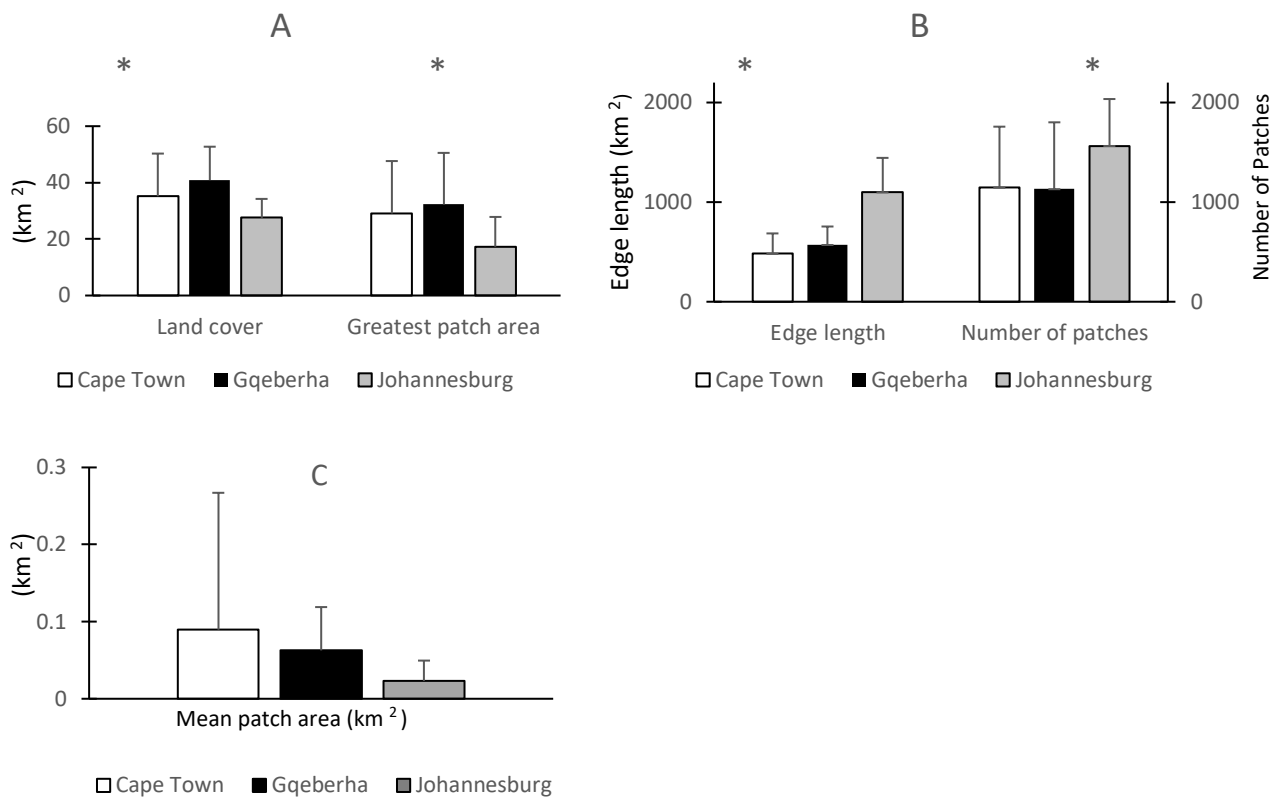 A
* *
60
40
20
0
(km ²)
Land cover Greatest patch area
Cape Town Gqeberha Johannesburg
B
* *
2000 2000
1000 1000
0 0
Edge length (km ²)
Number of Patches
Edge length Number of patches
Cape Town Gqeberha Johannesburg
C
0.3
0.2
0.1
0
(km ²)
Mean patch area (km ²)
Cape Town Gqeberha Johannesburg